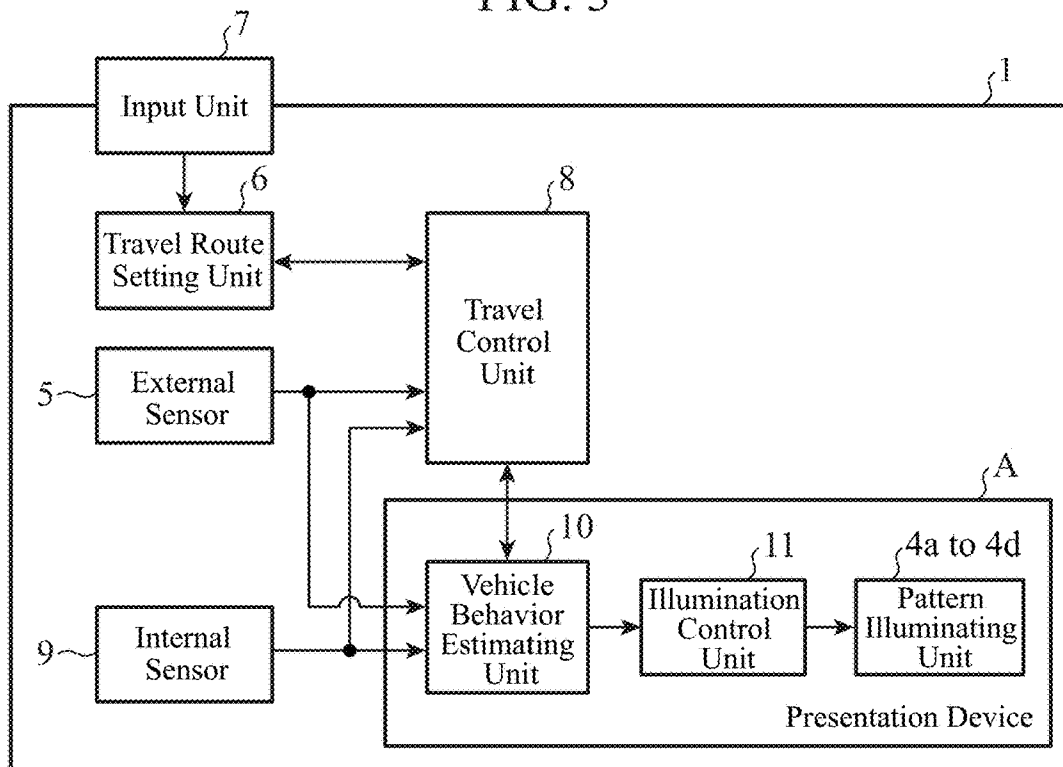 FIG. 3
7
Input Unit
1
6
8
Travel Route
Setting Unit
Travel
Control
Unit
5
External
Sensor
A
10
11
4a to 4d
Vehicle
Behavior
Estimating
Unit
Illumination
Control
Unit
Pattern
Illuminating
Unit
9
Internal
Sensor
Presentation Device